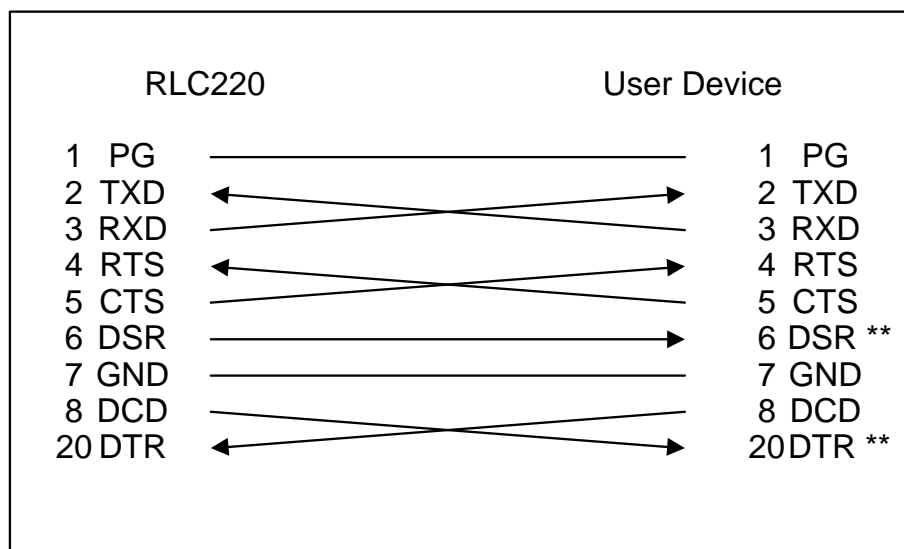 RLC220 User Device
1 PG 1 PG
2 TXD 2 TXD
3 RXD 3 RXD
4 RTS 4 RTS
5 CTS 5 CTS
6 DSR 6 DSR **
7 GND 7 GND
8 DCD 8 DCD
20 DTR 20 DTR **